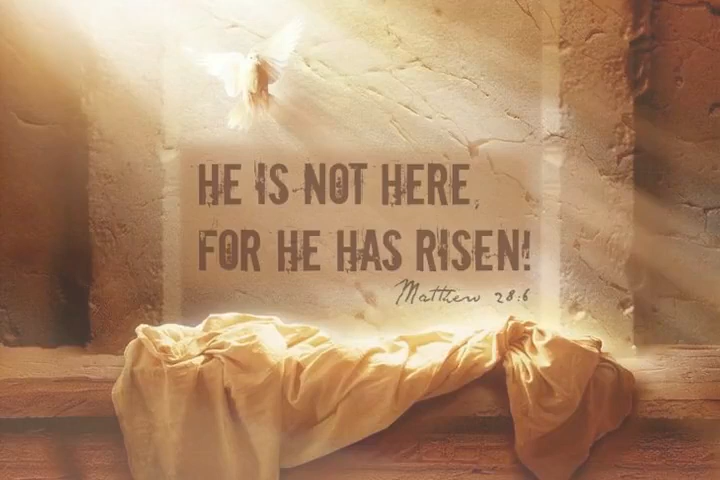 HE IS NOT HERE,
FOR HE HAS RISEN!
Matthew 28:6